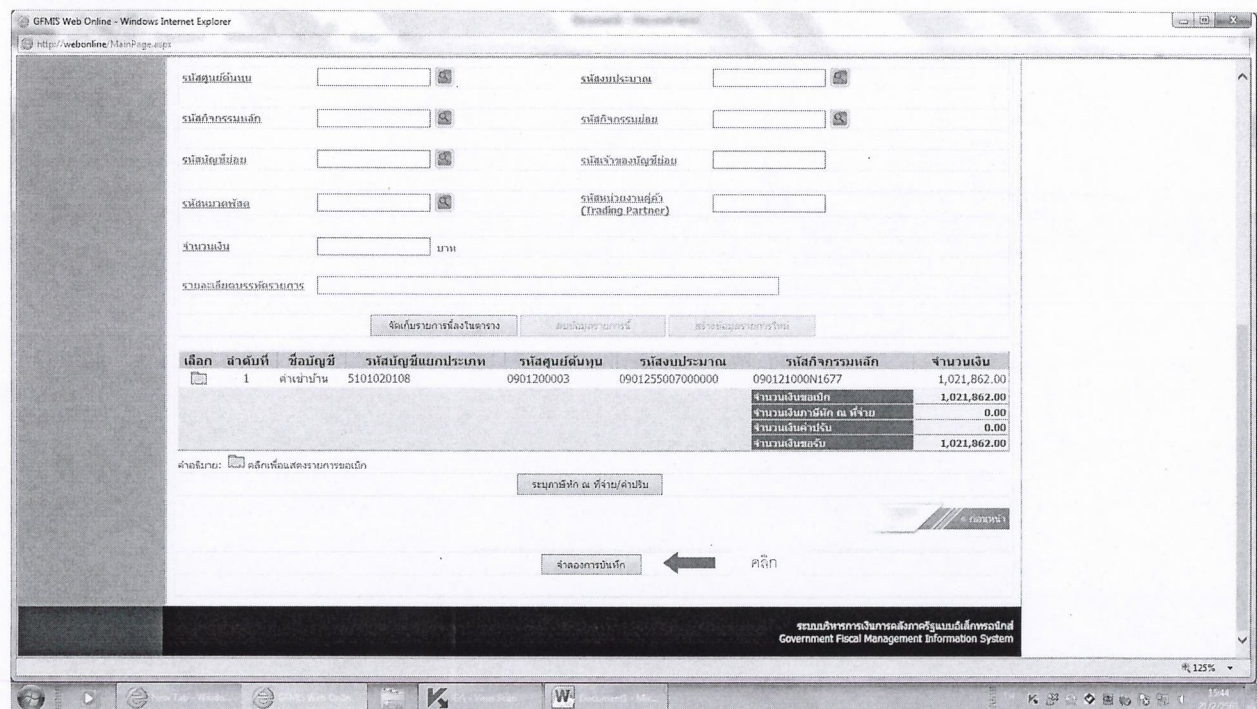 GFMIS Web Online - Windows Internet Explorer
http://webonline/MainPage.aspx
รหัสศูนย์ต้นทุน รหัสงบประมาณ
รหัสกิจกรรมหลัก รหัสกิจกรรมย่อย
รหัสบัญชีย่อย รหัสเจ้าของบัญชีย่อย
รหัสหมวดพัสดุ รหัสหน่วยงานคู่ค้า
(Trading Partner)
จำนวนเงิน บาท
รายละเอียดบรรทัดรายการ
จัดเก็บรายการนี้ลงในตาราง ลบข้อมูลรายการนี้ สร้างข้อมูลรายการใหม่
เลือก ลำดับที่ ชื่อบัญชี รหัสบัญชีแยกประเภท รหัสศูนย์ต้นทุน รหัสงบประมาณ รหัสกิจกรรมหลัก จำนวนเงิน
1 ค่าเช่าบ้าน 5101020108 0901200003 0901255007000000 090121000N1677 1,021,862.00
จำนวนเงินขอเบิก 1,021,862.00
จำนวนเงินภาษีหัก ณ ที่จ่าย 0.00
จำนวนเงินค่าปรับ 0.00
จำนวนเงินขอรับ 1,021,862.00
คำอธิบาย: คลิกเพื่อแสดงรายการขอเบิก
ระบุภาษีหัก ณ ที่จ่าย/ค่าปรับ
« ก่อนหน้า
จำลองการบันทึก คลิก
ระบบบริหารการเงินการคลังภาครัฐแบบอิเล็กทรอนิกส์
Government Fiscal Management Information System
125%
New Tab - Windo... GFMIS Web Onlin... Virus Scan Document1 - Mic...
15:44